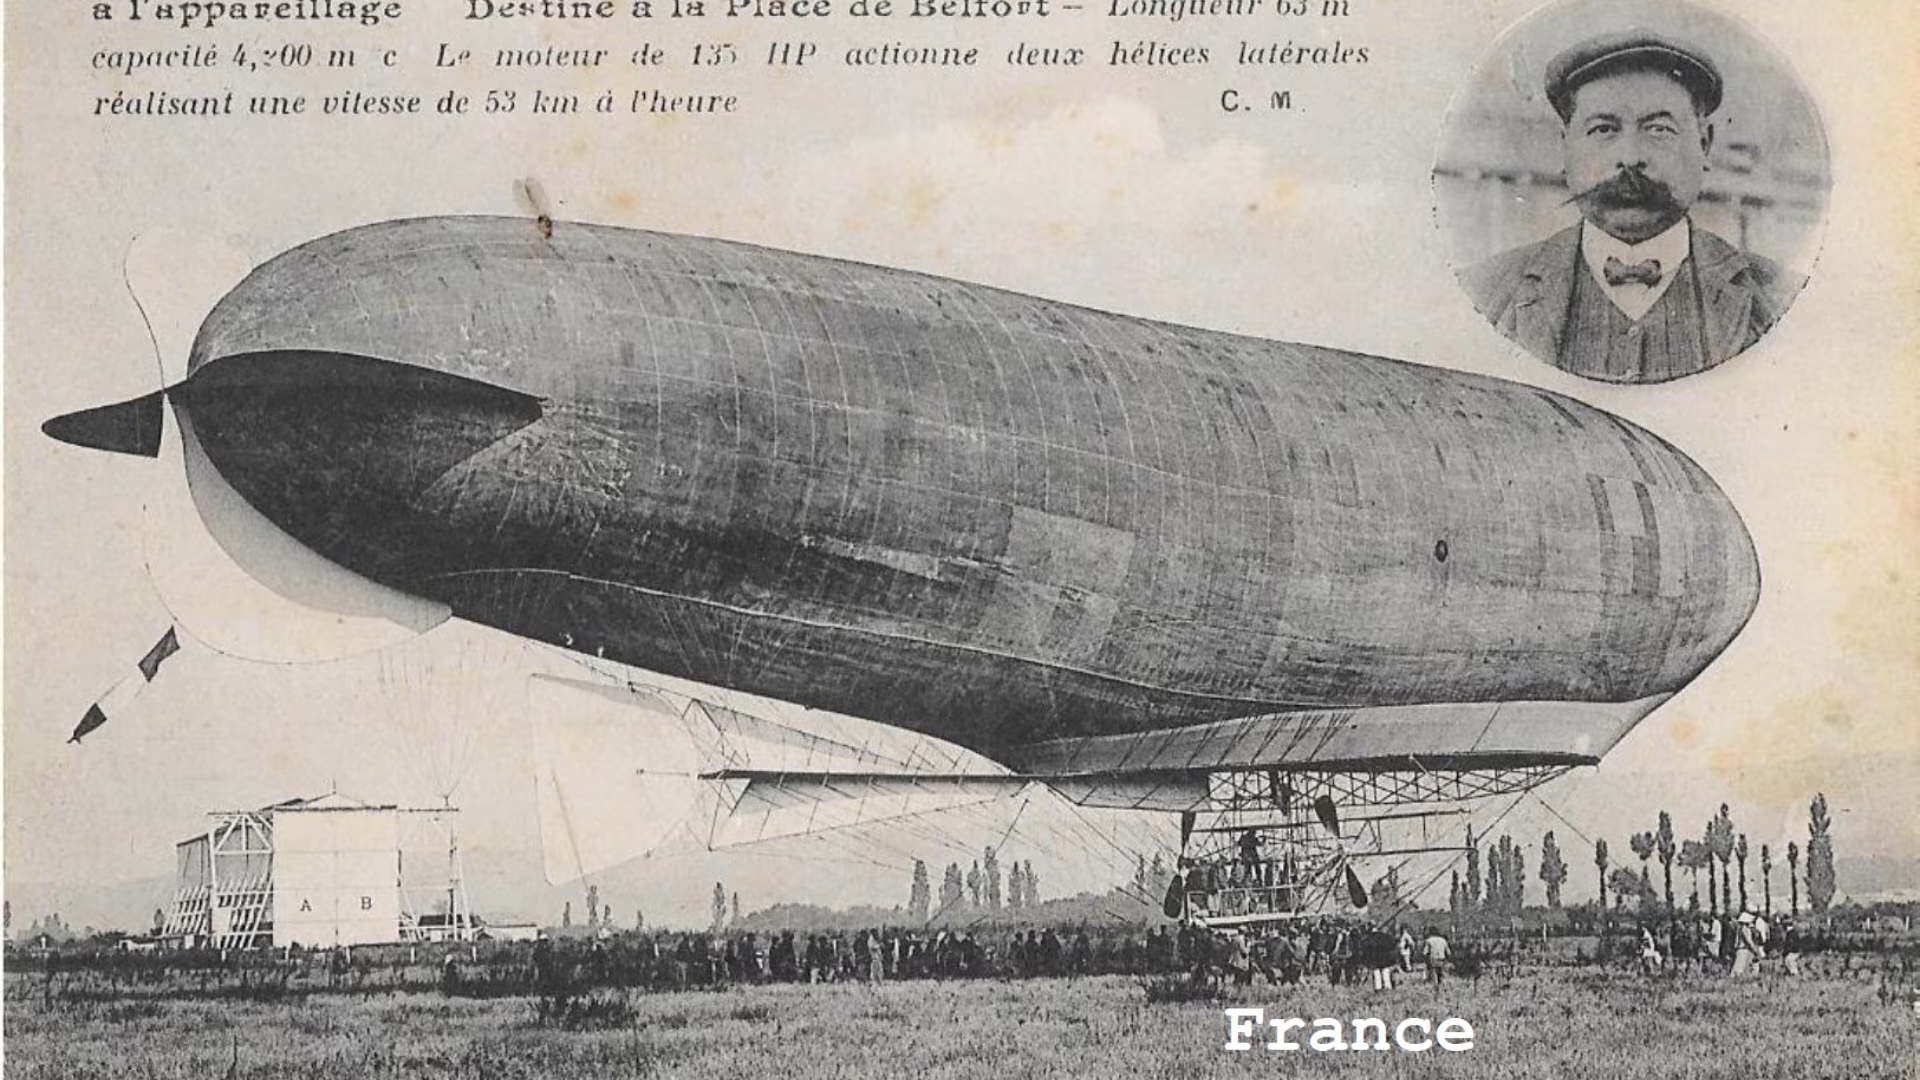 à l'appareillage Destiné à la Place de Belfort – Longueur 63 m
capacité 4,200 m c Le moteur de 135 HP actionne deux hélices latérales
réalisant une vitesse de 53 km à l'heure C. M.
A B
France